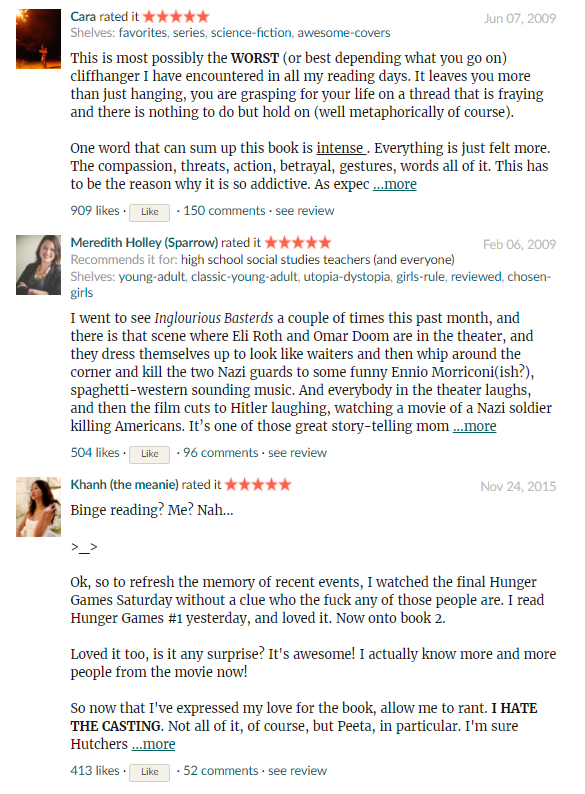 Cara rated it ★★★★★ Jun 07, 2009
Shelves: favorites, series, science-fiction, awesome-covers
This is most possibly the WORST (or best depending what you go on)
cliffhanger I have encountered in all my reading days. It leaves you more
than just hanging, you are grasping for your life on a thread that is fraying
and there is nothing to do but hold on (well metaphorically of course).
One word that can sum up this book is intense . Everything is just felt more.
The compassion, threats, action, betrayal, gestures, words all of it. This has
to be the reason why it is so addictive. As expec ...more
909 likes · Like · 150 comments · see review
Meredith Holley (Sparrow) rated it ★★★★★ Feb 06, 2009
Recommends it for: high school social studies teachers (and everyone)
Shelves: young-adult, classic-young-adult, utopia-dystopia, girls-rule, reviewed, chosen-
girls
I went to see Inglourious Basterds a couple of times this past month, and
there is that scene where Eli Roth and Omar Doom are in the theater, and
they dress themselves up to look like waiters and then whip around the
corner and kill the two Nazi guards to some funny Ennio Morriconi(ish?),
spaghetti-western sounding music. And everybody in the theater laughs,
and then the film cuts to Hitler laughing, watching a movie of a Nazi soldier
killing Americans. It's one of those great story-telling mom ...more
504 likes · Like · 96 comments · see review
Khanh (the meanie) rated it ★★★★★ Nov 24, 2015
Binge reading? Me? Nah...
>_>
Ok, so to refresh the memory of recent events, I watched the final Hunger
Games Saturday without a clue who the fuck any of those people are. I read
Hunger Games #1 yesterday, and loved it. Now onto book 2.
Loved it too, is it any surprise? It's awesome! I actually know more and more
people from the movie now!
So now that I've expressed my love for the book, allow me to rant. I HATE
THE CASTING. Not all of it, of course, but Peeta, in particular. I'm sure
Hutchers ...more
413 likes · Like · 52 comments · see review